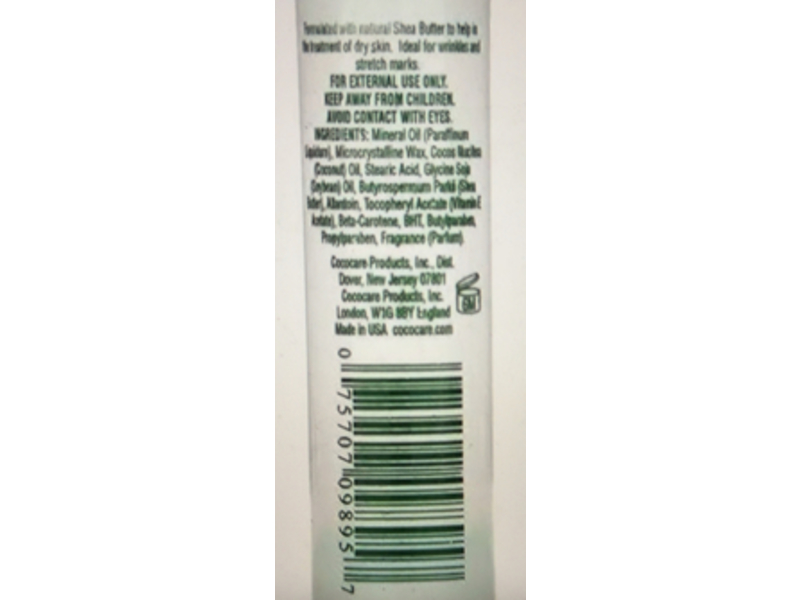 Formulated with natural Shea Butter to help in
the treatment of dry skin. Ideal for wrinkles and
stretch marks.
FOR EXTERNAL USE ONLY.
KEEP AWAY FROM CHILDREN.
AVOID CONTACT WITH EYES.
INGREDIENTS: Mineral Oil (Paraffinum
Liquidum), Microcrystalline Wax, Cocos Nucifera
(Coconut) Oil, Stearic Acid, Glycine Soja
(Soybean) Oil, Butyrospermum Parkii (Shea
Butter), Allantoin, Tocopheryl Acetate (Vitamin E
Acetate), Beta-Carotene, BHT, Butylparaben,
Propylparaben, Fragrance (Parfum).
Cococare Products, Inc., Dist.
Dover, New Jersey 07801
Cococare Products, Inc.
London, W1G 8BY England
Made in USA cococare.com
6M
0 75707 09895 7